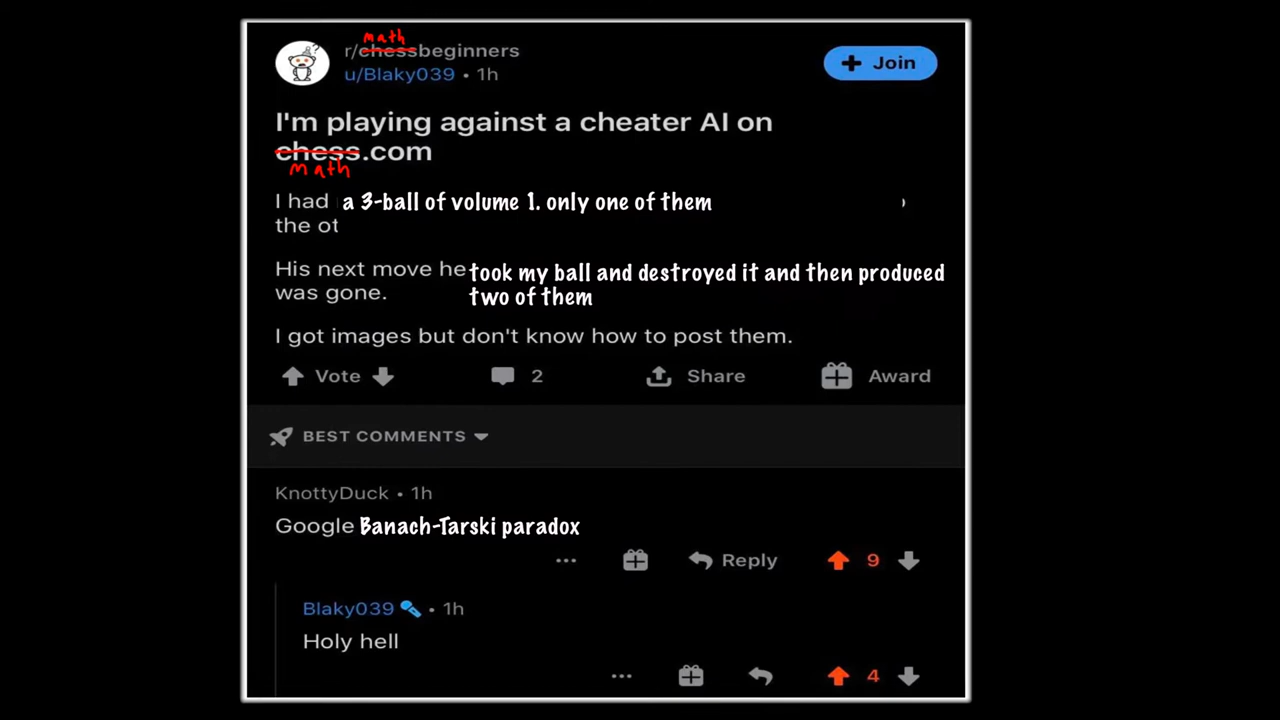 math
r/chessbeginners
u/Blaky039 • 1h
Join
I'm playing against a cheater AI on
chess.com
math
I had a 3-ball of volume 1. only one of them
the ot
His next move he took my ball and destroyed it and then produced
was gone. two of them
I got images but don't know how to post them.
Vote 2 Share Award
BEST COMMENTS
KnottyDuck • 1h
Google Banach-Tarski paradox
... Reply 9
Blaky039 • 1h
Holy hell
... 4